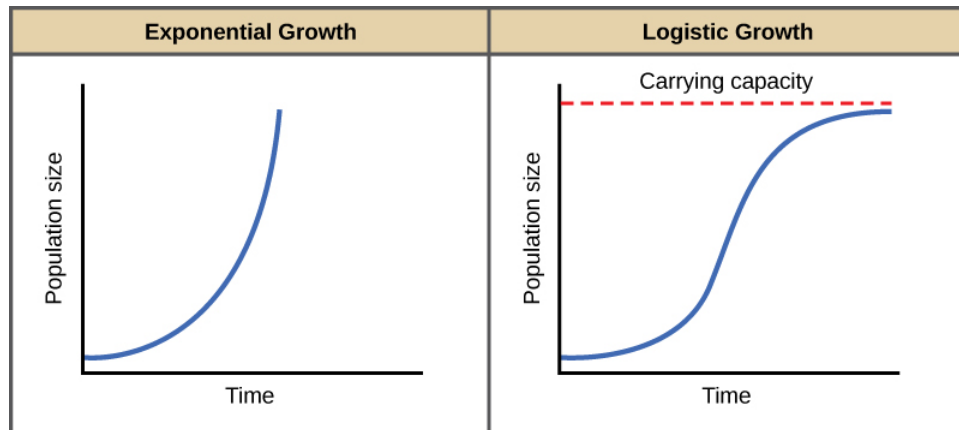 Exponential Growth
Population size
Time
Logistic Growth
Carrying capacity
Population size
Time